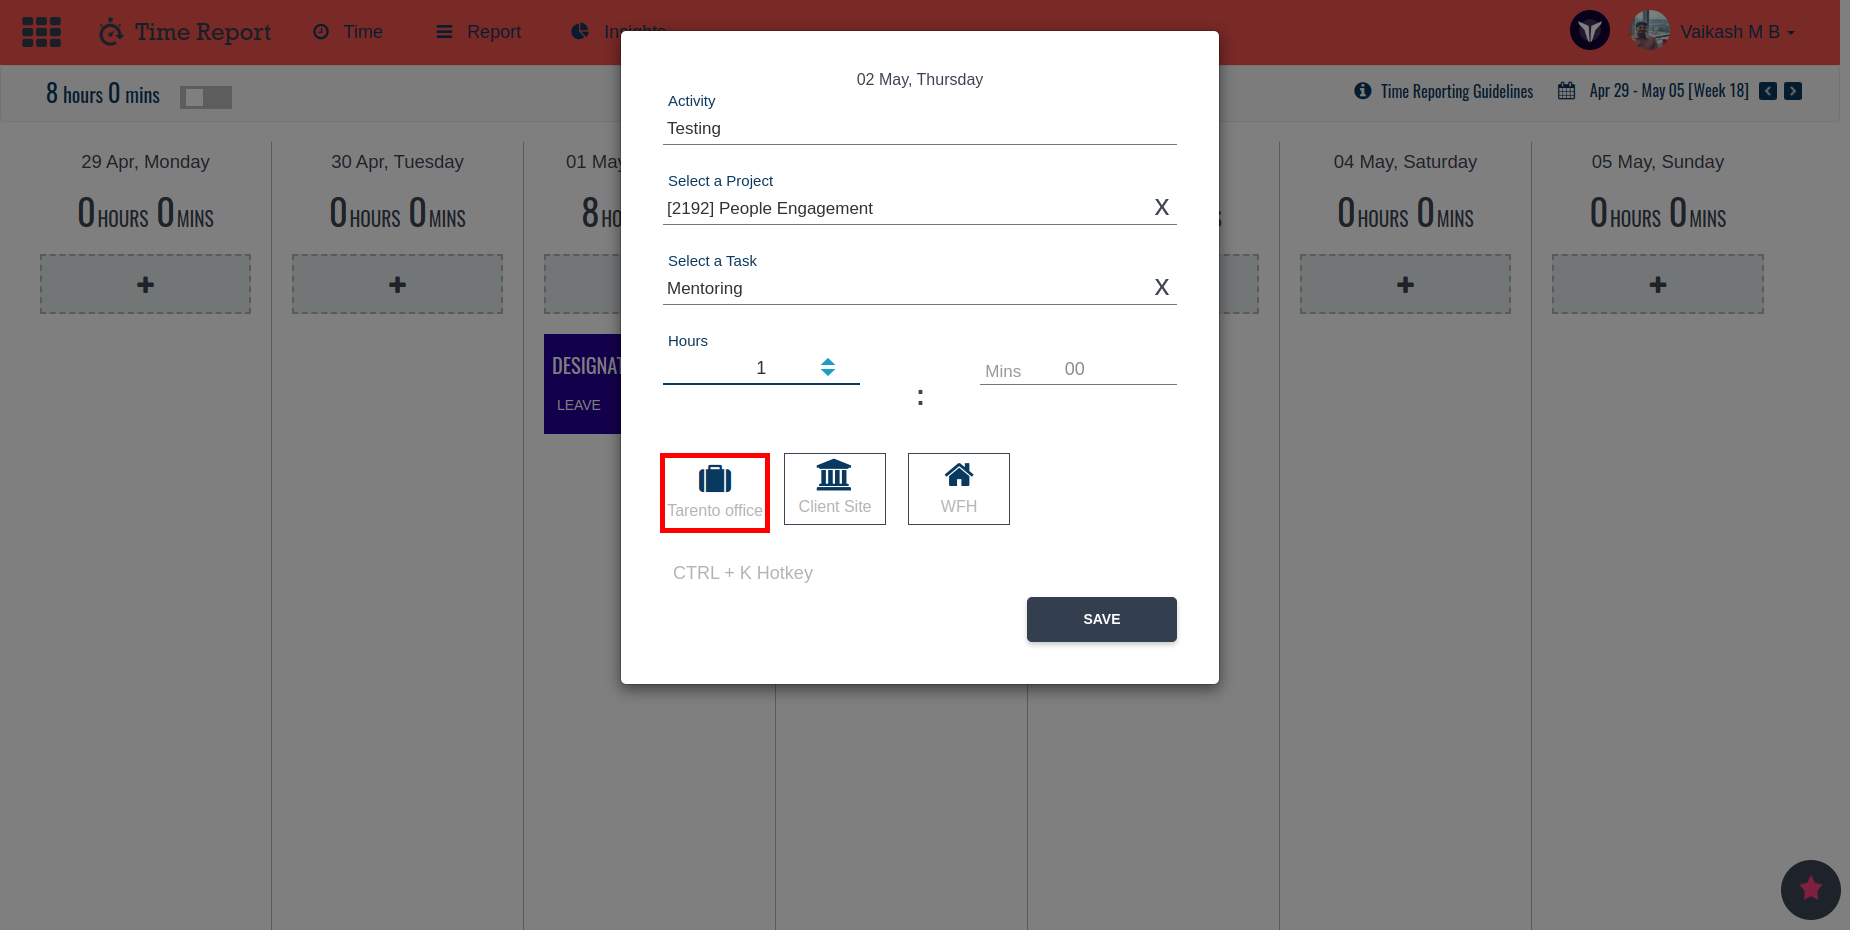 Time Report
Time
Report
Insights
Vaikash M B
8 hours 0 mins
Time Reporting Guidelines
Apr 29 - May 05 [Week 18]
29 Apr, Monday
0 HOURS 0 MINS
+
30 Apr, Tuesday
0 HOURS 0 MINS
+
01 May
8 HO
DESIGNAT
LEAVE
02 May, Thursday
Activity
Testing
Select a Project
[2192] People Engagement
X
Select a Task
Mentoring
X
Hours
1
:
Mins
00
Tarento office
Client Site
WFH
CTRL + K Hotkey
SAVE
04 May, Saturday
0 HOURS 0 MINS
+
05 May, Sunday
0 HOURS 0 MINS
+